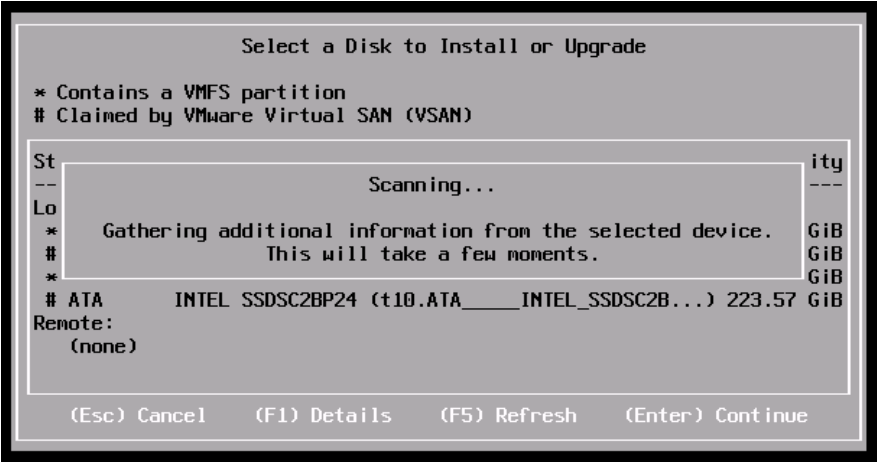 Select a Disk to Install or Upgrade
* Contains a VMFS partition
# Claimed by VMware Virtual SAN (VSAN)
St ity
-- Scanning... ---
Lo
* Gathering additional information from the selected device. GiB
# This will take a few moments. GiB
* GiB
# ATA INTEL SSDSC2BP24 (t10.ATA_____INTEL_SSDSC2B...) 223.57 GiB
Remote:
(none)
(Esc) Cancel (F1) Details (F5) Refresh (Enter) Continue